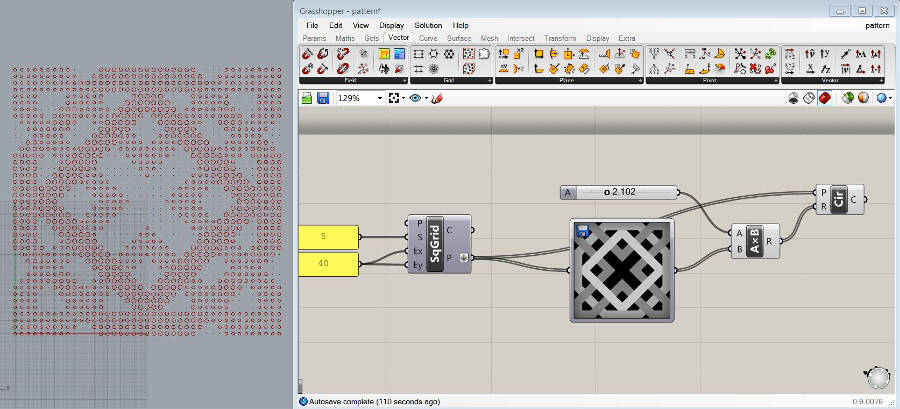 Grasshopper - pattern*
File Edit View Display Solution Help pattern
Params Maths Sets Vector Curve Surface Mesh Intersect Transform Display Extra
Field Grid Plane Point Vector
129%
A 2.102
P C
R
Cir
5
40
P C
S
Ex P
Ey
SqGrid
A R
B
A×B
Autosave complete (110 seconds ago) 0.9.0076